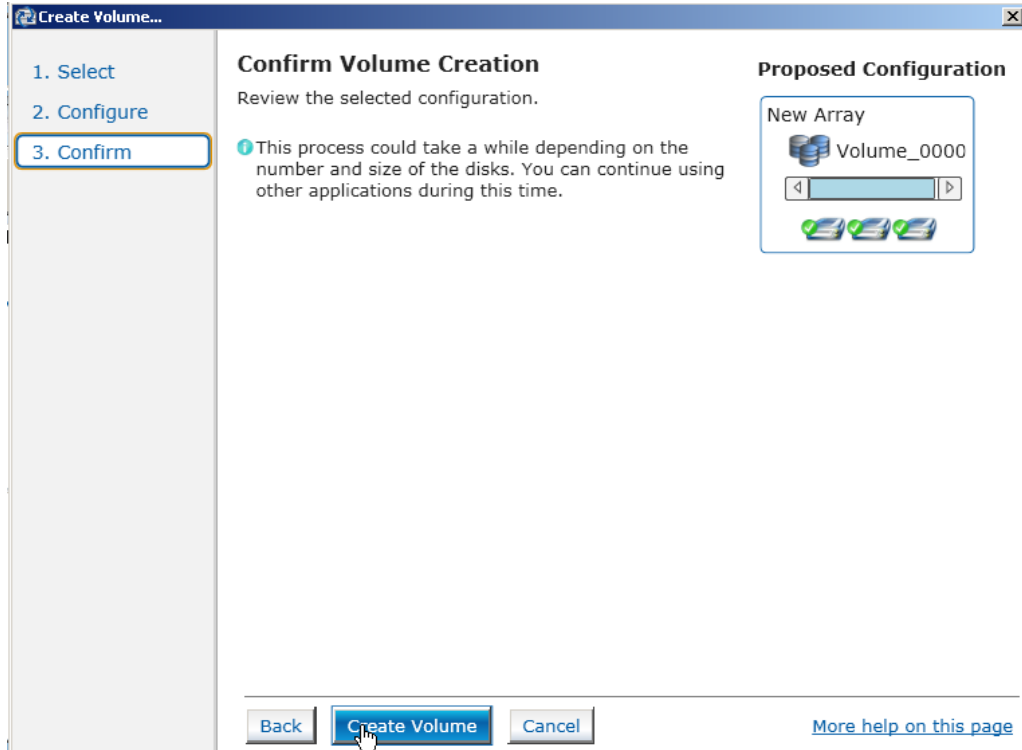 Create Volume...
1. Select
2. Configure
3. Confirm
Confirm Volume Creation
Review the selected configuration.
This process could take a while depending on the
number and size of the disks. You can continue using
other applications during this time.
Proposed Configuration
New Array
Volume_0000
Back
Create Volume
Cancel
More help on this page